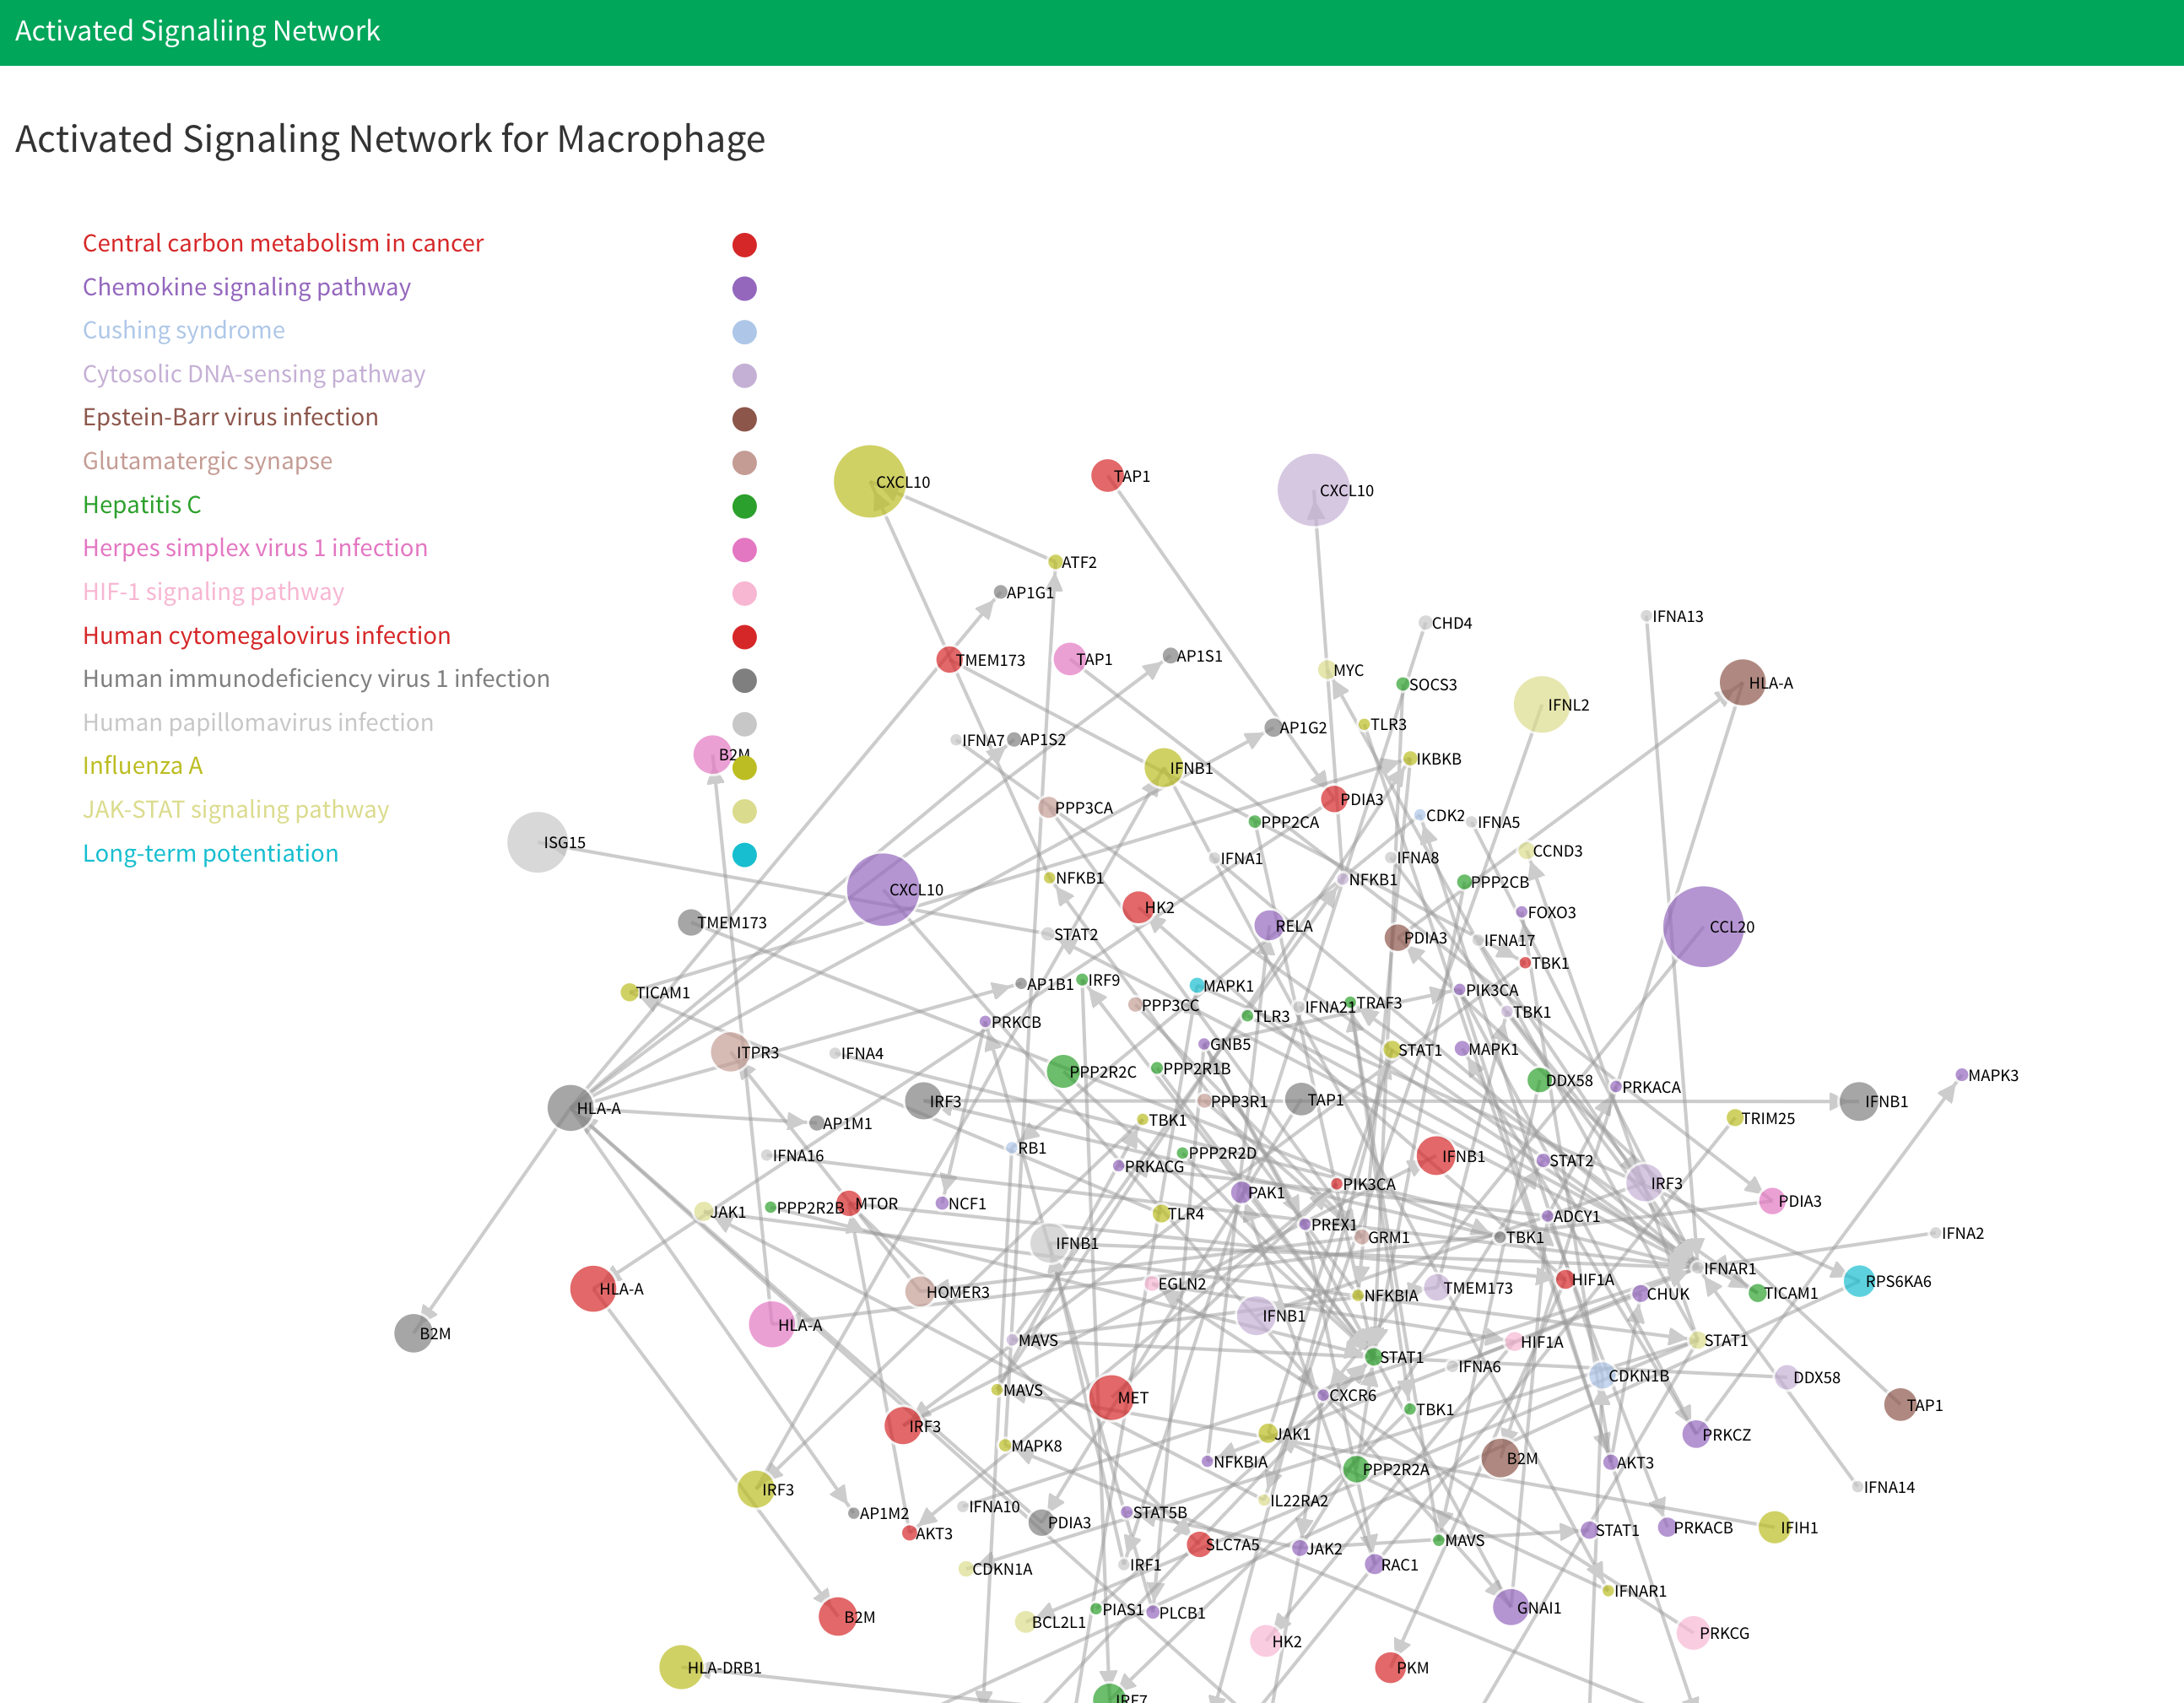 Activated Signaliing Network
Activated Signaling Network for Macrophage
Central carbon metabolism in cancer
Chemokine signaling pathway
Cushing syndrome
Cytosolic DNA-sensing pathway
Epstein-Barr virus infection
Glutamatergic synapse
Hepatitis C
Herpes simplex virus 1 infection
HIF-1 signaling pathway
Human cytomegalovirus infection
Human immunodeficiency virus 1 infection
Human papillomavirus infection
Influenza A
JAK-STAT signaling pathway
Long-term potentiation
CXCL10
TAP1
CXCL10
ATF2
AP1G1
IFNA13
CHD4
TMEM173
TAP1
AP1S1
MYC
SOCS3
HLA-A
IFNL2
TLR3
AP1G2
IFNA7
AP1S2
B2M
IFNB1
IKBKB
PDIA3
PPP3CA
PPP2CA
CDK2
IFNA5
ISG15
CCND3
IFNA1
IFNA8
NFKB1
NFKB1
PPP2CB
CXCL10
HK2
FOXO3
TMEM173
RELA
CCL20
STAT2
PDIA3
IFNA17
TBK1
AP1B1
IRF9
MAPK1
PIK3CA
TICAM1
PPP3CC
IFNA21
TRAF3
TBK1
PRKCB
TLR3
GNB5
ITPR3
IFNA4
STAT1
MAPK1
PPP2R2C
PPP2R1B
DDX58
PRKACA
MAPK3
HLA-A
IRF3
PPP3R1
TAP1
IFNB1
AP1M1
TBK1
TRIM25
RB1
PPP2R2D
IFNA16
PRKACG
IFNB1
STAT2
PIK3CA
IRF3
PAK1
JAK1
PPP2R2B
MTOR
NCF1
PDIA3
TLR4
PREX1
ADCY1
IFNB1
GRM1
TBK1
IFNA2
IFNAR1
HLA-A
HOMER3
EGLN2
NFKBIA
TMEM173
HIF1A
CHUK
TICAM1
RPS6KA6
HLA-A
IFNB1
B2M
MAVS
STAT1
HIF1A
STAT1
IFNA6
CDKN1B
DDX58
MAVS
MET
CXCR6
TBK1
TAP1
IRF3
JAK1
PRKCZ
MAPK8
NFKBIA
PPP2R2A
B2M
AKT3
IRF3
IFNA10
IL22RA2
IFNA14
AP1M2
STAT5B
PDIA3
AKT3
STAT1
PRKACB
IFIH1
SLC7A5
JAK2
MAVS
CDKN1A
IRF1
RAC1
IFNAR1
B2M
BCL2L1
PIAS1
PLCB1
GNAI1
HK2
PRKCG
HLA-DRB1
PKM
IRF7